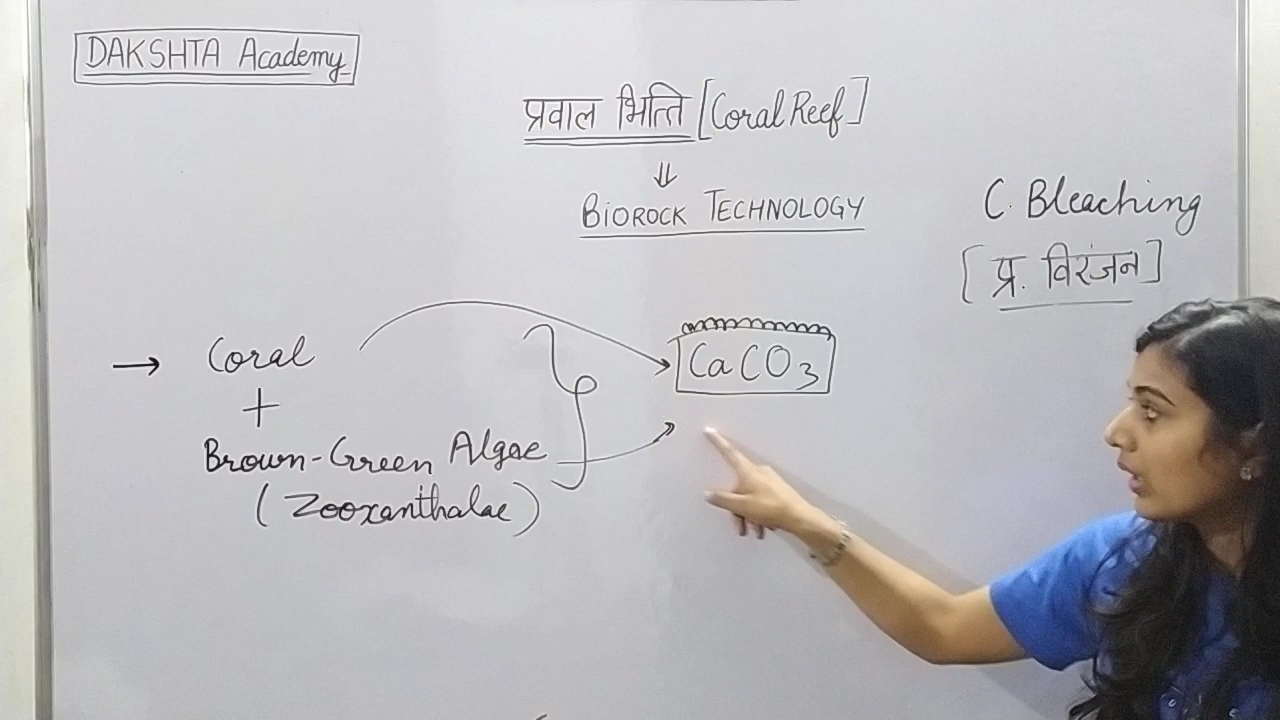 DAKSHTA Academy
प्रवाल भित्ति [Coral Reef]
⇓
BIOROCK TECHNOLOGY
C. Bleaching
[प्र. विरंजन]
→ Coral
+
Brown-Green Algae
(Zooxanthalae)
CaCO3